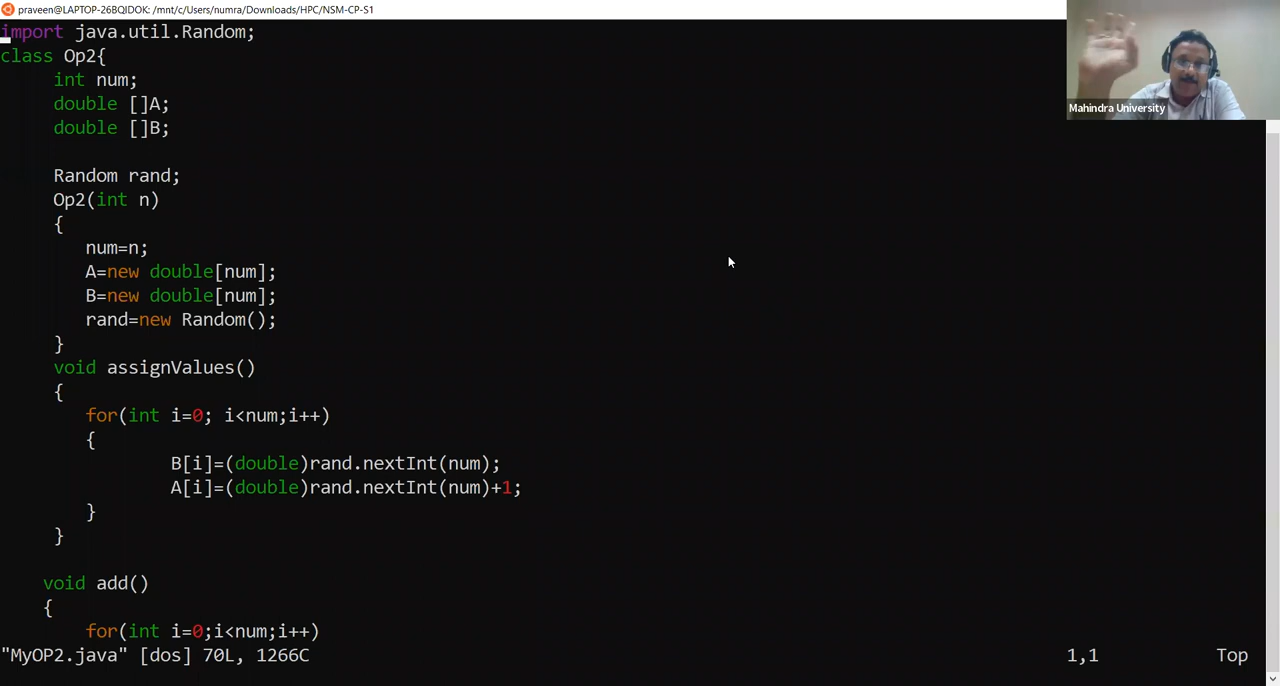 praveen@LAPTOP-26BQIDOK: /mnt/c/Users/numra/Downloads/HPC/NSM-CP-S1
import java.util.Random;
class Op2{
int num;
double []A;
double []B;
Random rand;
Op2(int n)
{
num=n;
A=new double[num];
B=new double[num];
rand=new Random();
}
void assignValues()
{
for(int i=0; i<num;i++)
{
B[i]=(double)rand.nextInt(num);
A[i]=(double)rand.nextInt(num)+1;
}
}
void add()
{
for(int i=0;i<num;i++)
"MyOP2.java" [dos] 70L, 1266C 1,1 Top
Mahindra University